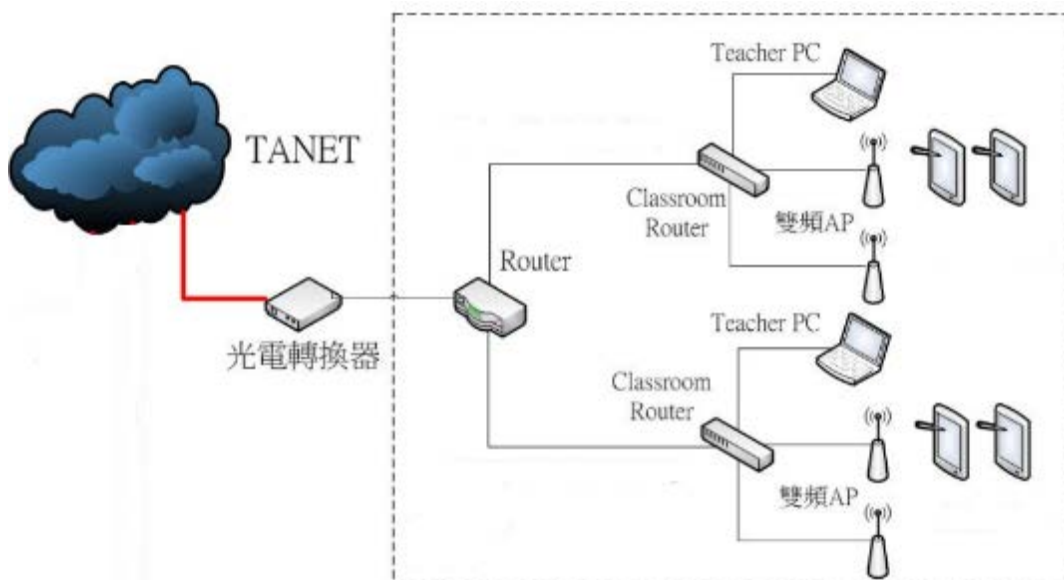 TANET
光電轉換器
Router
Teacher PC
Classroom
Router
雙頻AP
Teacher PC
Classroom
Router
雙頻AP